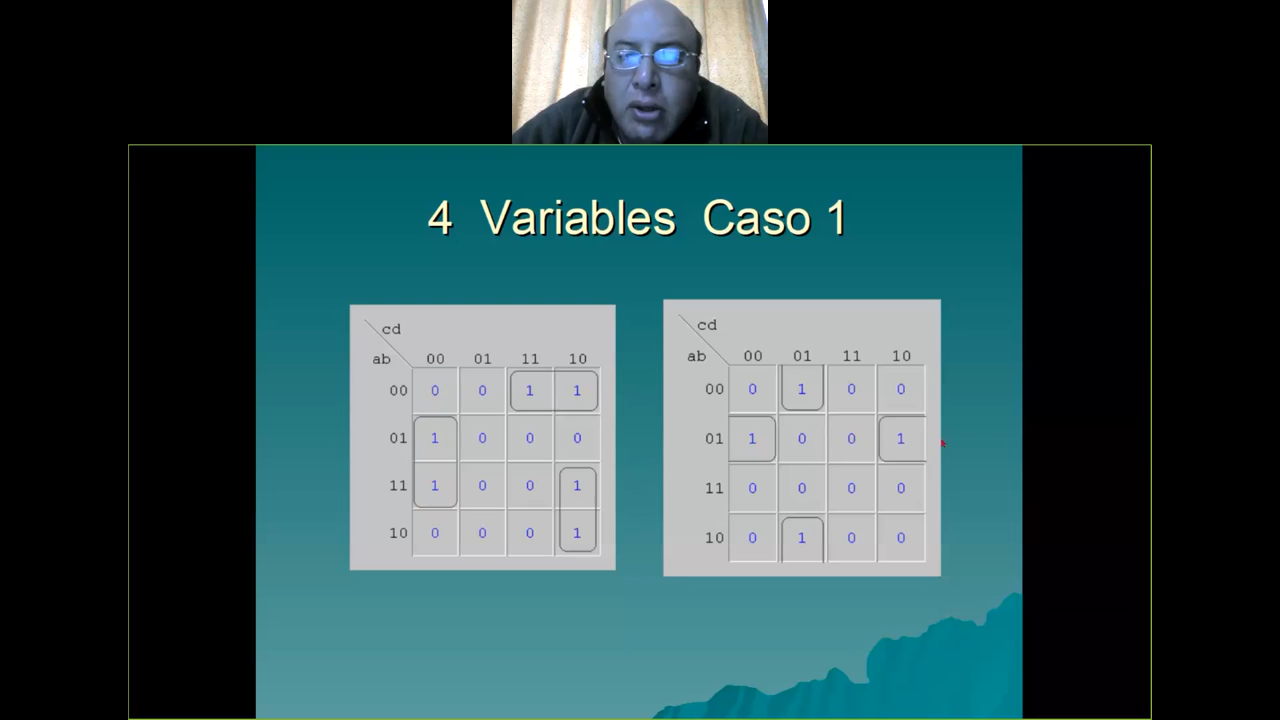 4 Variables Caso 1
cd
ab 00 01 11 10
00 0 0 1 1
01 1 0 0 0
11 1 0 0 1
10 0 0 0 1
cd
ab 00 01 11 10
00 0 1 0 0
01 1 0 0 1
11 0 0 0 0
10 0 1 0 0